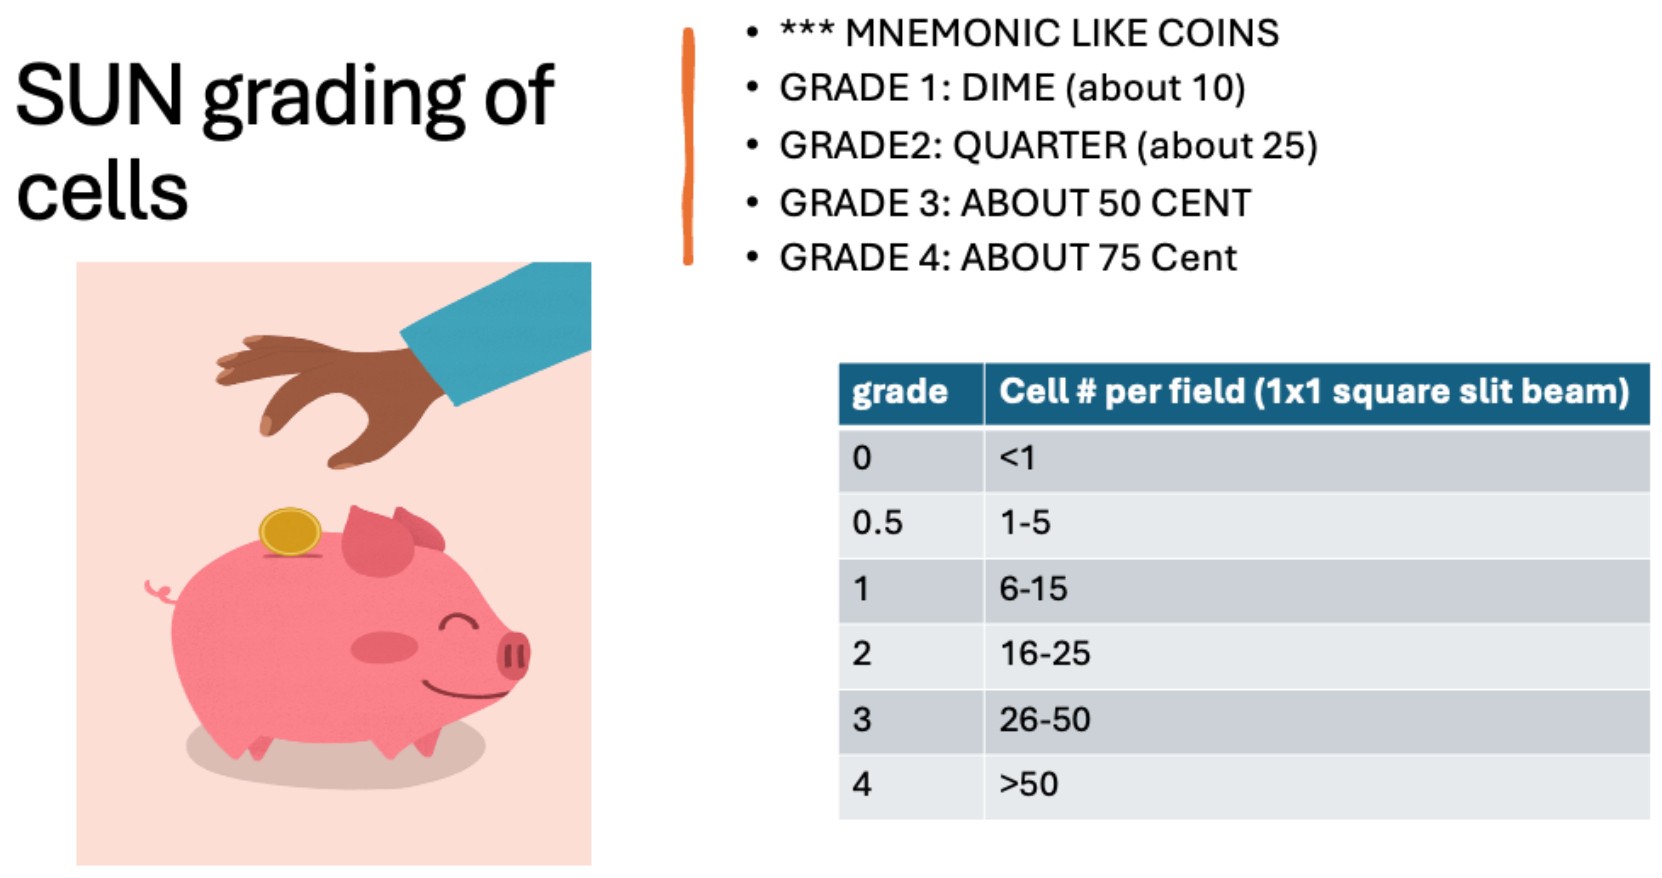 SUN grading of
cells
• *** MNEMONIC LIKE COINS
• GRADE 1: DIME (about 10)
• GRADE2: QUARTER (about 25)
• GRADE 3: ABOUT 50 CENT
• GRADE 4: ABOUT 75 Cent
grade Cell # per field (1x1 square slit beam)
0 <1
0.5 1-5
1 6-15
2 16-25
3 26-50
4 >50